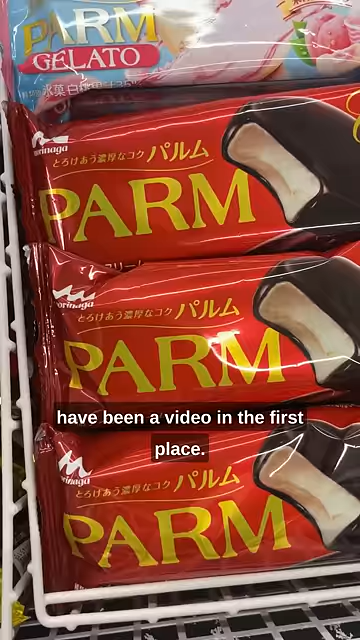 PARM
GELATO
morinaga
とろけあう濃厚なコク パルム
PARM
morinaga
とろけあう濃厚なコク パルム
PARM
have been a video in the first
place.
morinaga
とろけあう濃厚なコク パルム
PARM